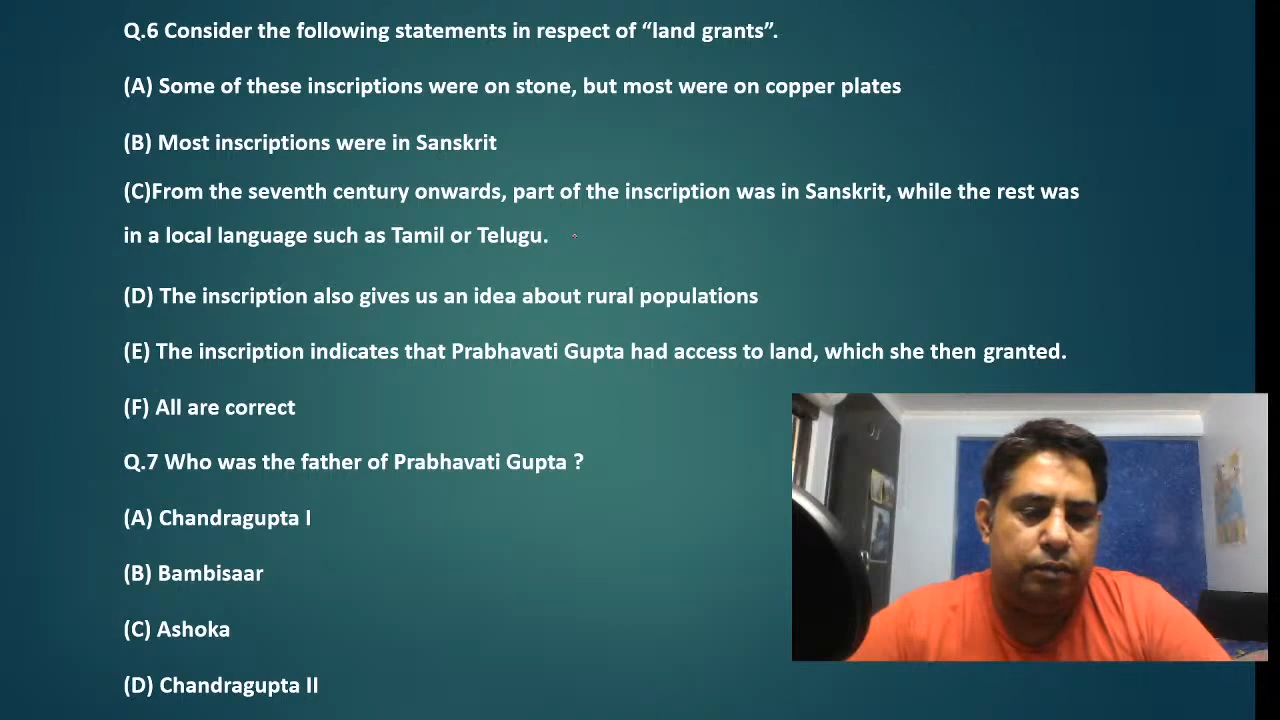 Q.6 Consider the following statements in respect of “land grants”.
(A) Some of these inscriptions were on stone, but most were on copper plates
(B) Most inscriptions were in Sanskrit
(C)From the seventh century onwards, part of the inscription was in Sanskrit, while the rest was
in a local language such as Tamil or Telugu.
(D) The inscription also gives us an idea about rural populations
(E) The inscription indicates that Prabhavati Gupta had access to land, which she then granted.
(F) All are correct
Q.7 Who was the father of Prabhavati Gupta ?
(A) Chandragupta I
(B) Bambisaar
(C) Ashoka
(D) Chandragupta II